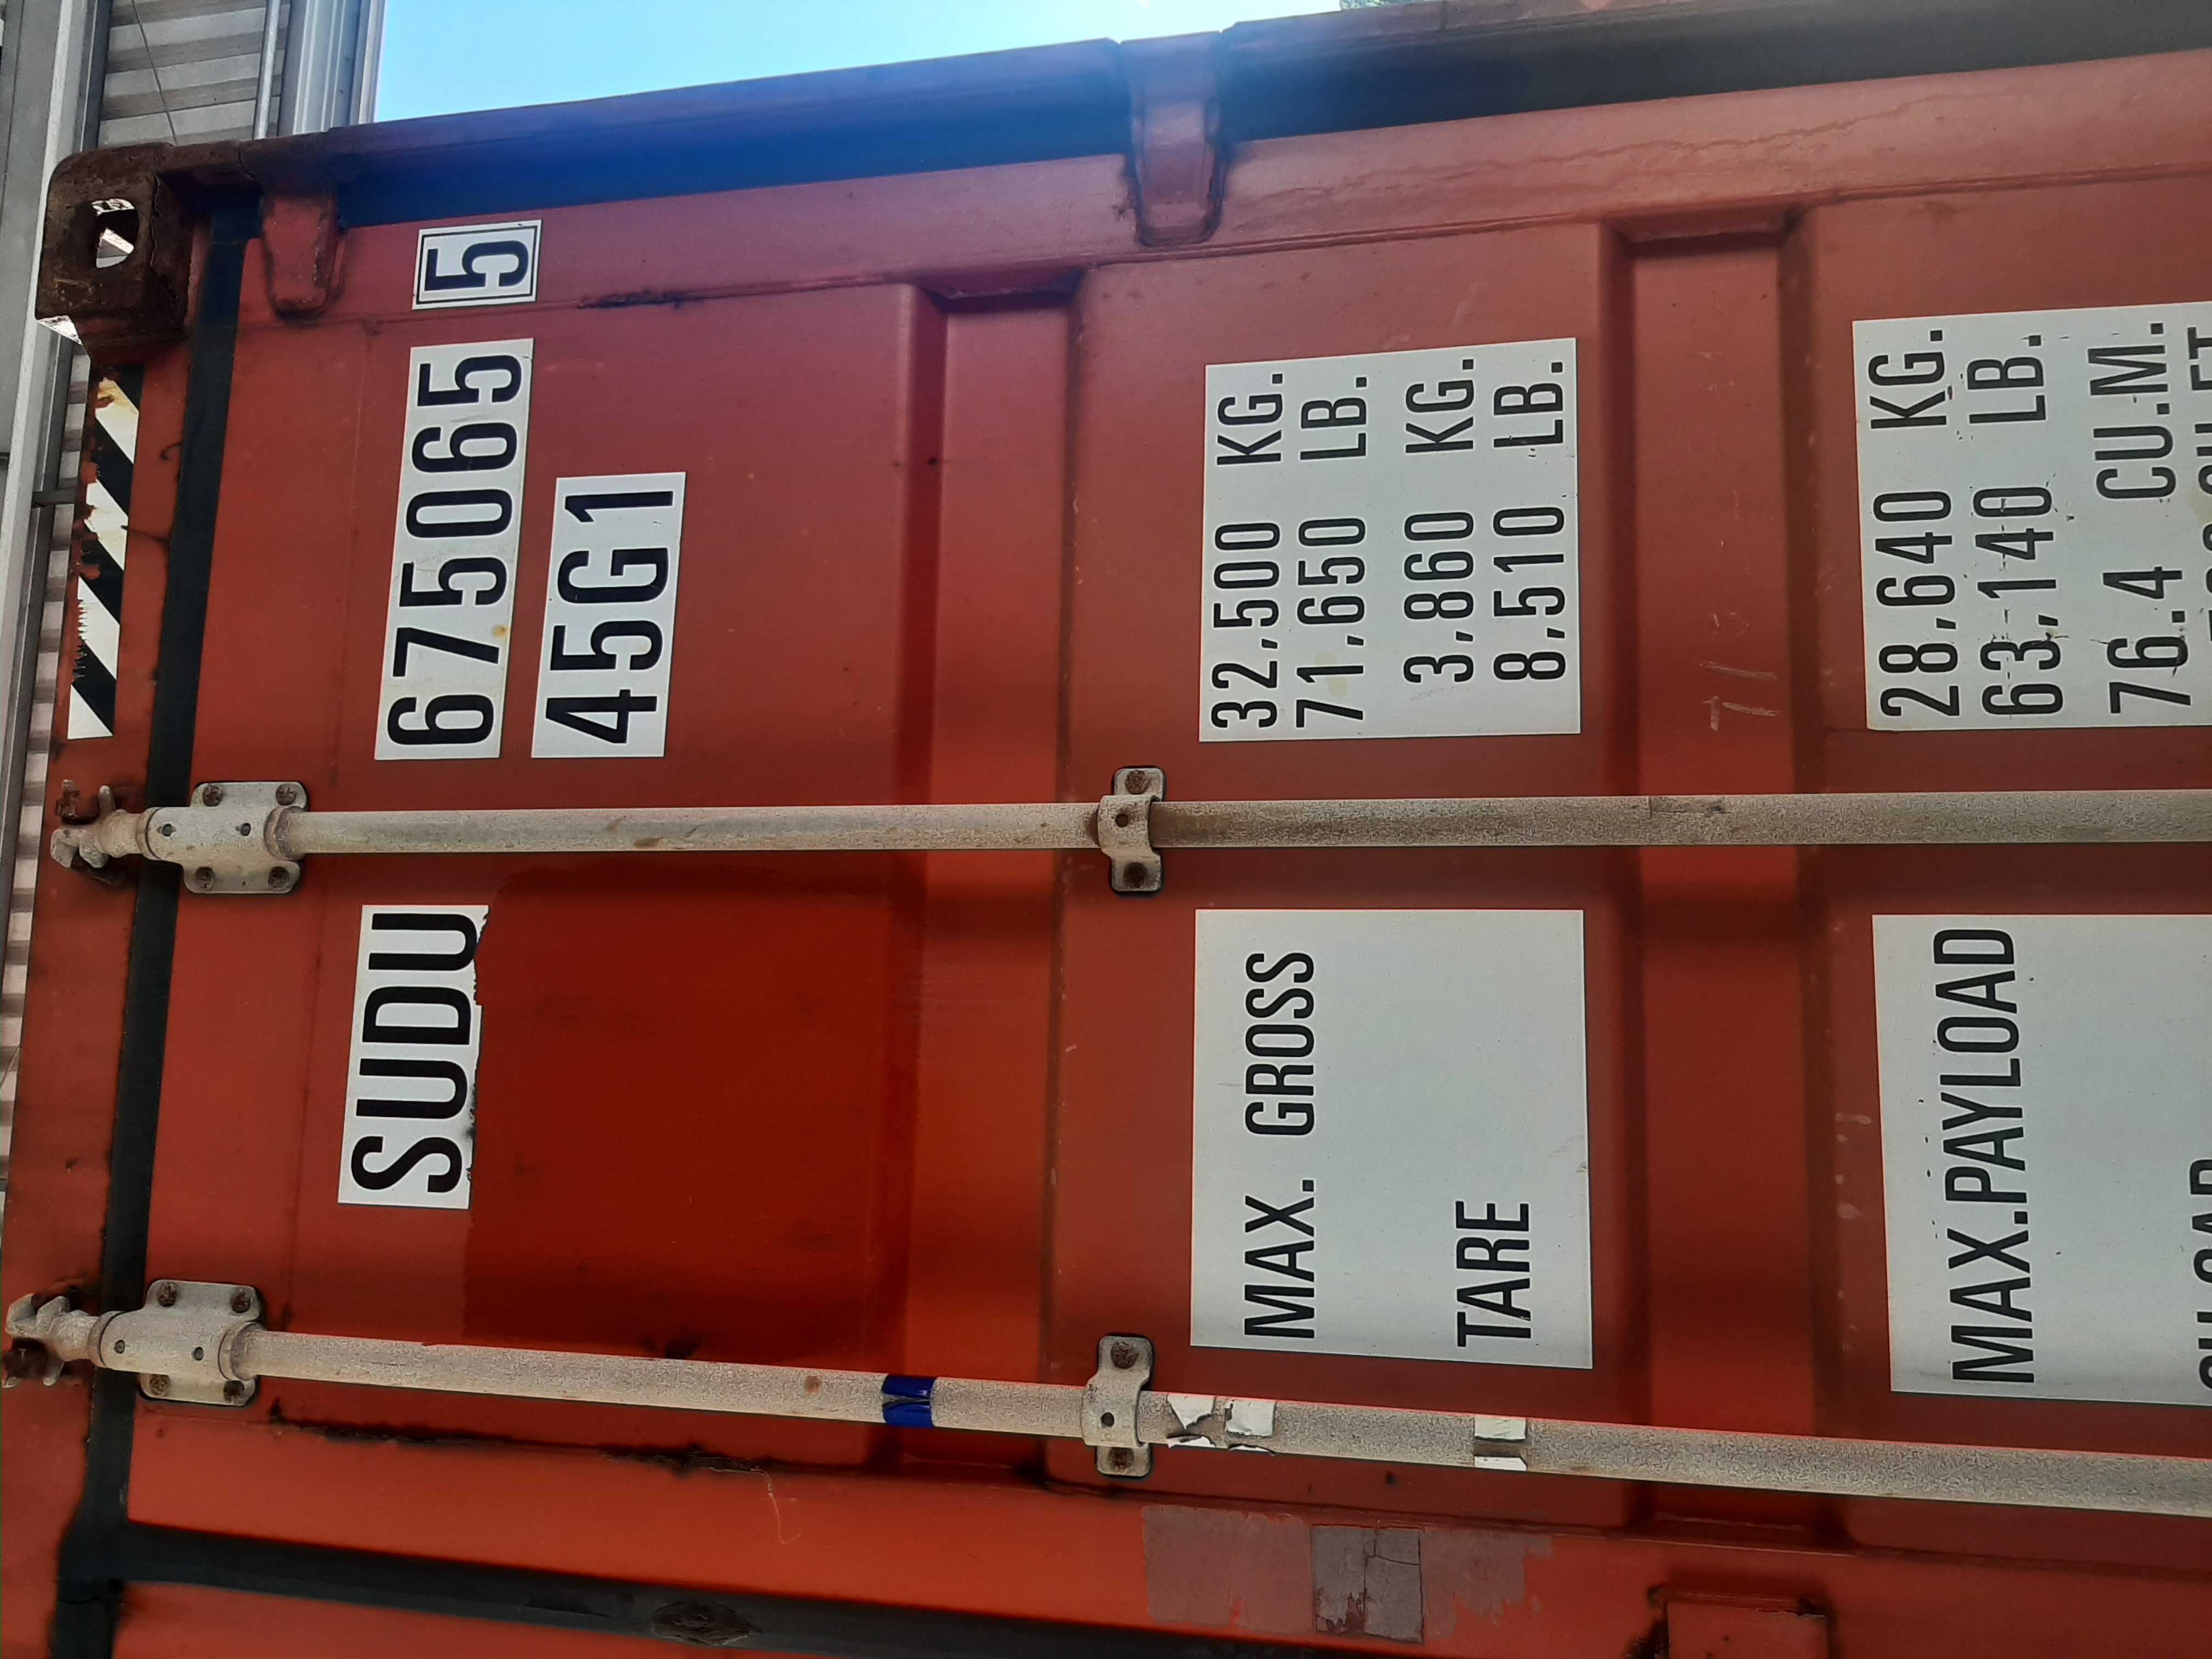 SUDU 675065 5
45G1
MAX. GROSS 32,500 KG.
71,650 LB.
TARE 3,860 KG.
8,510 LB.
MAX.PAYLOAD 28,640 KG.
63,140 LB.
76.4 CU.M.